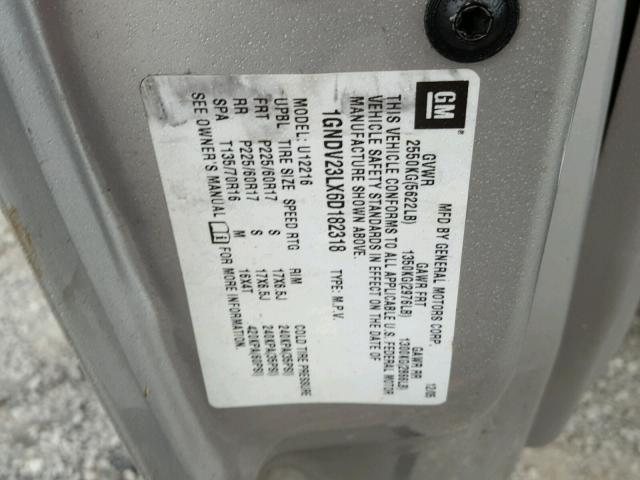 GM
MFD BY GENERAL MOTORS CORP. 12/05
GVWR GAWR FRT GAWR RR
2550KG(5622LB) 1350KG(2976LB) 1300KG(2866LB)
THIS VEHICLE CONFORMS TO ALL APPLICABLE U.S. FEDERAL MOTOR
VEHICLE SAFETY STANDARDS IN EFFECT ON THE DATE OF
MANUFACTURE SHOWN ABOVE.
1GNDV23LX6D182318 TYPE: M.P.V.
MODEL: U12216
UPBL TIRE SIZE SPEED RTG RIM COLD TIRE PRESSURE
FRT P225/60R17 S 17X6.5J 240KPA(35PSI)
RR P225/60R17 S 17X6.5J 240KPA(35PSI)
SPA T135/70R16 M 16X4T 420KPA(60PSI)
SEE OWNER'S MANUAL FOR MORE INFORMATION.